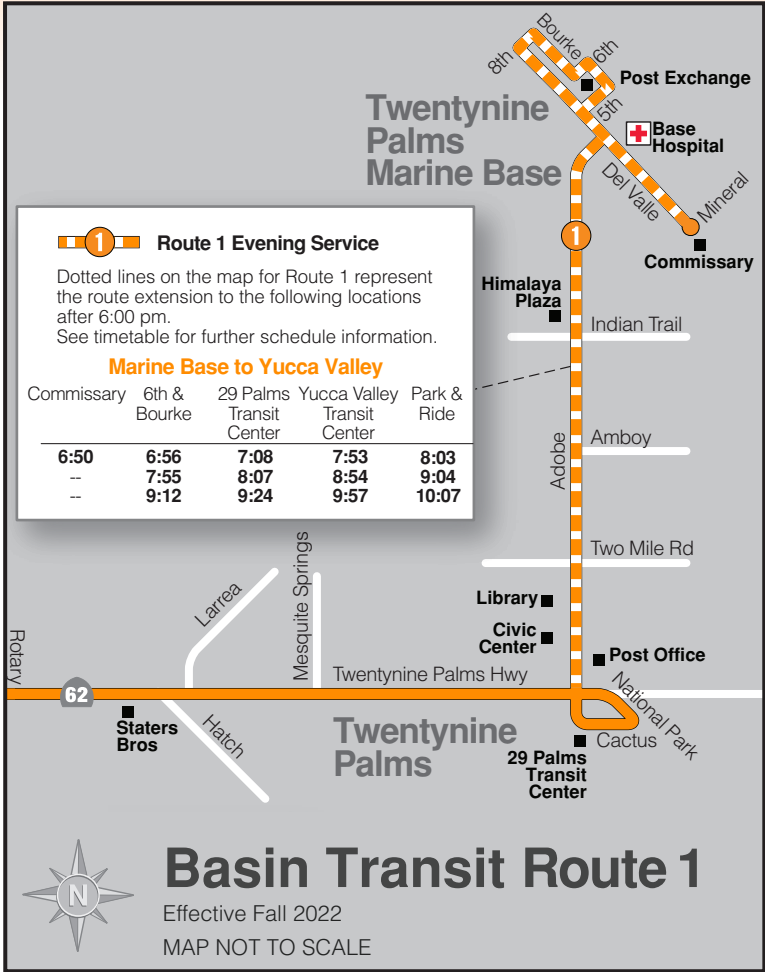 Bourke
6th
8th
Post Exchange
5th
Twentynine
Palms
Marine Base
Base
Hospital
Del Valle
Mineral
Commissary
1
1 Route 1 Evening Service
Dotted lines on the map for Route 1 represent
the route extension to the following locations
after 6:00 pm.
See timetable for further schedule information.
Marine Base to Yucca Valley
Commissary 6th & 29 Palms Yucca Valley Park &
Bourke Transit Transit Ride
Center Center
6:50 6:56 7:08 7:53 8:03
-- 7:55 8:07 8:54 9:04
-- 9:12 9:24 9:57 10:07
Himalaya
Plaza
Indian Trail
Adobe
Amboy
Two Mile Rd
Larrea
Mesquite Springs
Library
Civic
Center
Post Office
Rotary
Twentynine Palms Hwy
National Park
62
Staters
Bros
Hatch
Twentynine
Palms
Cactus
29 Palms
Transit
Center
N
Basin Transit Route 1
Effective Fall 2022
MAP NOT TO SCALE